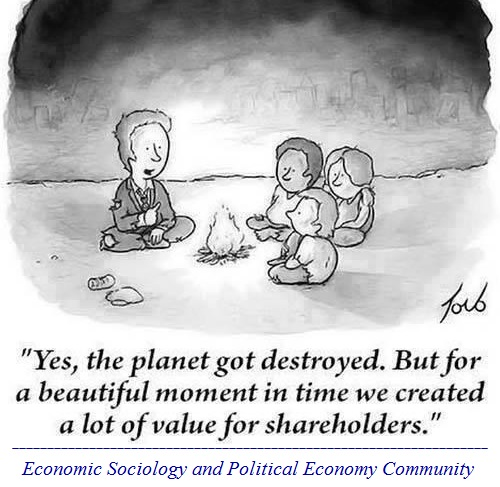 Toro
"Yes, the planet got destroyed. But for
a beautiful moment in time we created
a lot of value for shareholders."
Economic Sociology and Political Economy Community